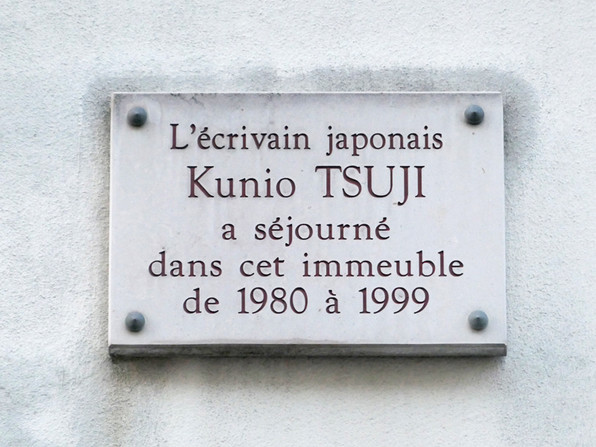 L'écrivain japonais
Kunio TSUJI
a séjourné
dans cet immeuble
de 1980 à 1999